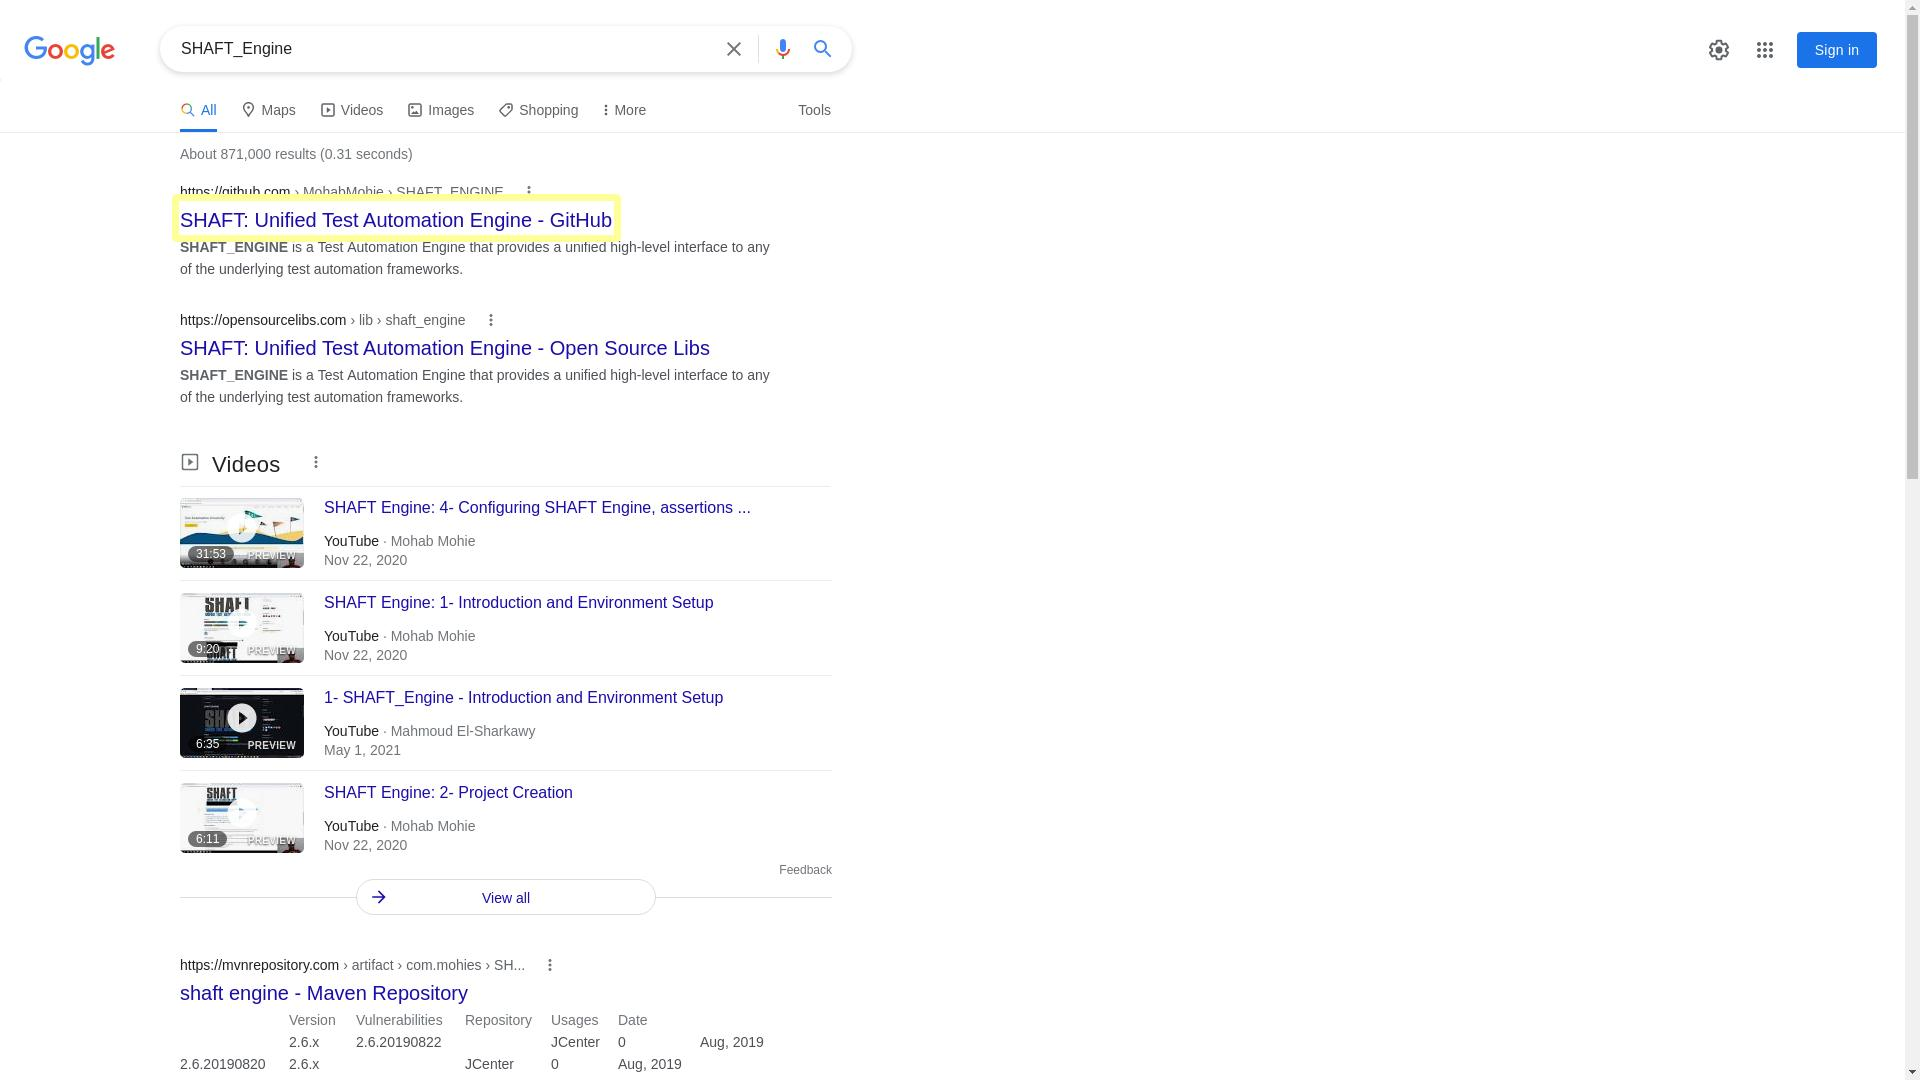 Google
SHAFT_Engine
Sign in
All
Maps
Videos
Images
Shopping
More
Tools
About 871,000 results (0.31 seconds)
https://github.com › MohabMohie › SHAFT_ENGINE
SHAFT: Unified Test Automation Engine - GitHub
SHAFT_ENGINE is a Test Automation Engine that provides a unified high-level interface to any
of the underlying test automation frameworks.
https://opensourcelibs.com › lib › shaft_engine
SHAFT: Unified Test Automation Engine - Open Source Libs
SHAFT_ENGINE is a Test Automation Engine that provides a unified high-level interface to any
of the underlying test automation frameworks.
Videos
SHAFT Engine: 4- Configuring SHAFT Engine, assertions ...
YouTube · Mohab Mohie
Nov 22, 2020
31:53 PREVIEW
SHAFT Engine: 1- Introduction and Environment Setup
YouTube · Mohab Mohie
Nov 22, 2020
SHAFT
9:20 PREVIEW
SHAFT
1- SHAFT_Engine - Introduction and Environment Setup
YouTube · Mahmoud El-Sharkawy
May 1, 2021
6:35 PREVIEW
SHAFT Engine: 2- Project Creation
YouTube · Mohab Mohie
Nov 22, 2020
SHAFT
6:11 PREVIEW
Feedback
View all
https://mvnrepository.com › artifact › com.mohies › SH...
shaft engine - Maven Repository
Version Vulnerabilities Repository Usages Date
2.6.x 2.6.20190822 JCenter 0 Aug, 2019
2.6.20190820 2.6.x JCenter 0 Aug, 2019